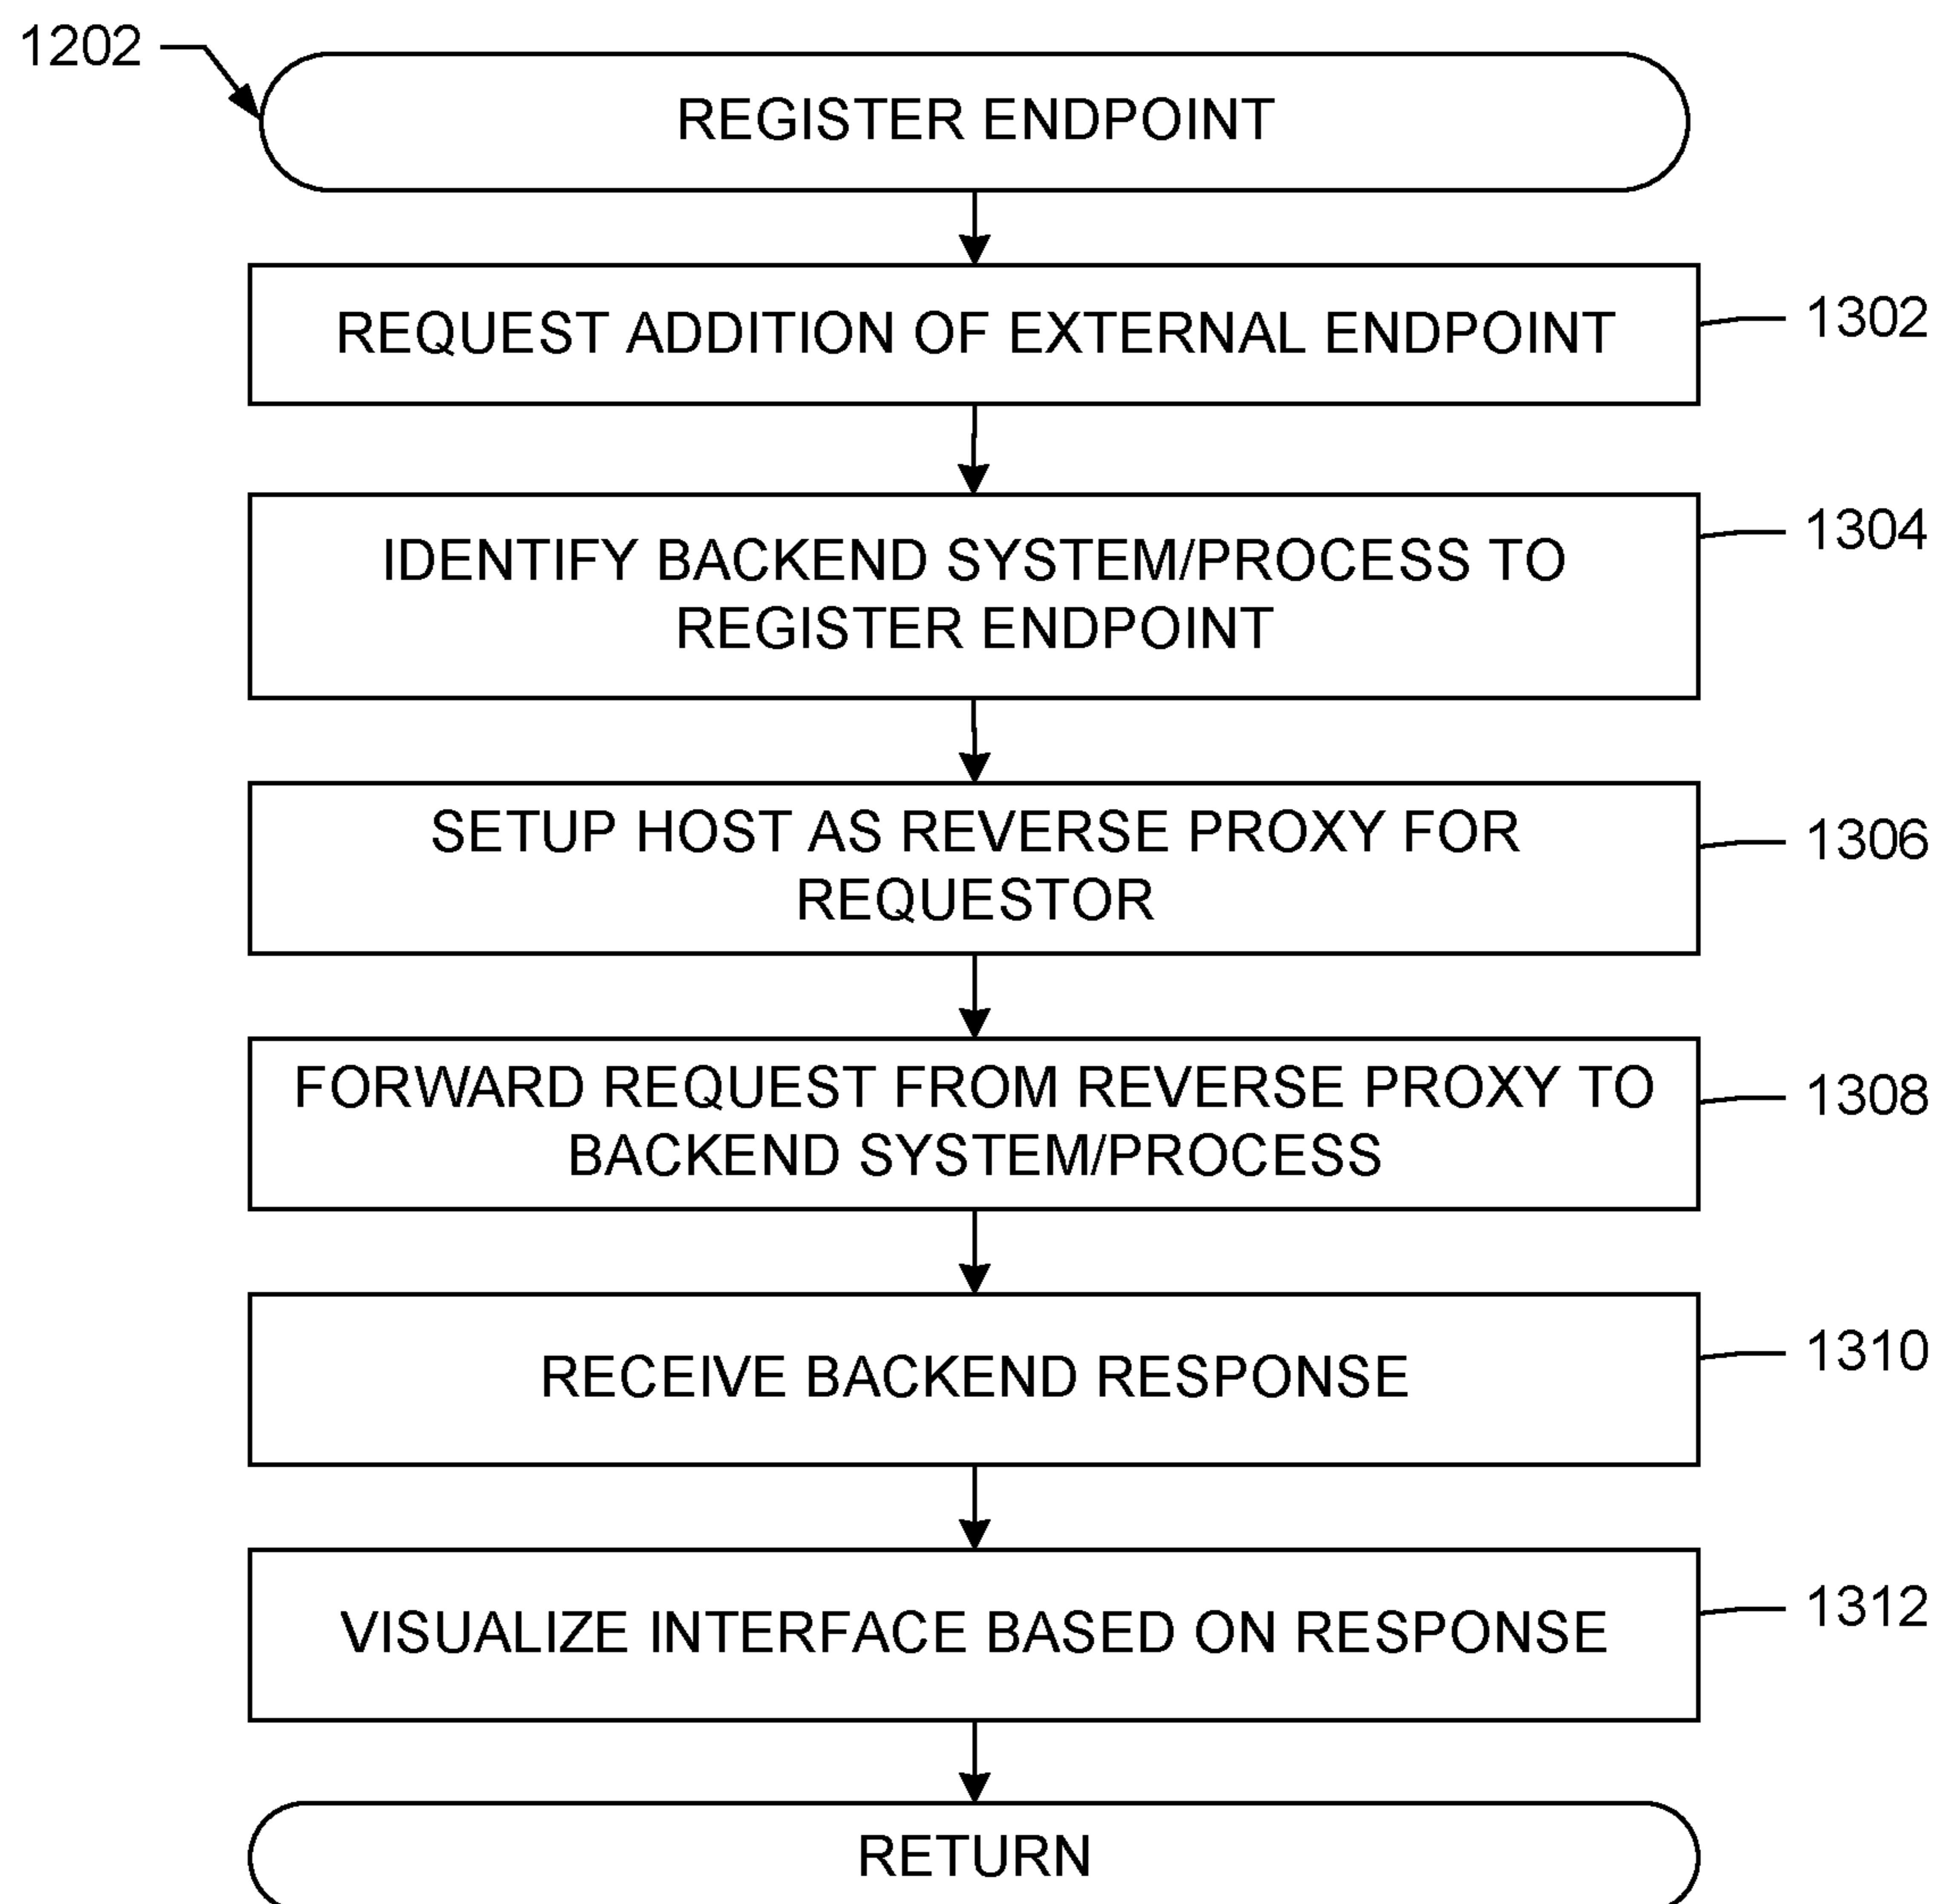 1202
REGISTER ENDPOINT
REQUEST ADDITION OF EXTERNAL ENDPOINT
1302
IDENTIFY BACKEND SYSTEM/PROCESS TO
REGISTER ENDPOINT
1304
SETUP HOST AS REVERSE PROXY FOR
REQUESTOR
1306
FORWARD REQUEST FROM REVERSE PROXY TO
BACKEND SYSTEM/PROCESS
1308
RECEIVE BACKEND RESPONSE
1310
VISUALIZE INTERFACE BASED ON RESPONSE
1312
RETURN